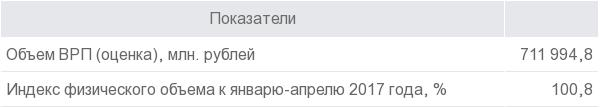 Показатели
Объем ВРП (оценка), млн. рублей 711 994,8
Индекс физического объема к январю-апрелю 2017 года, % 100,8